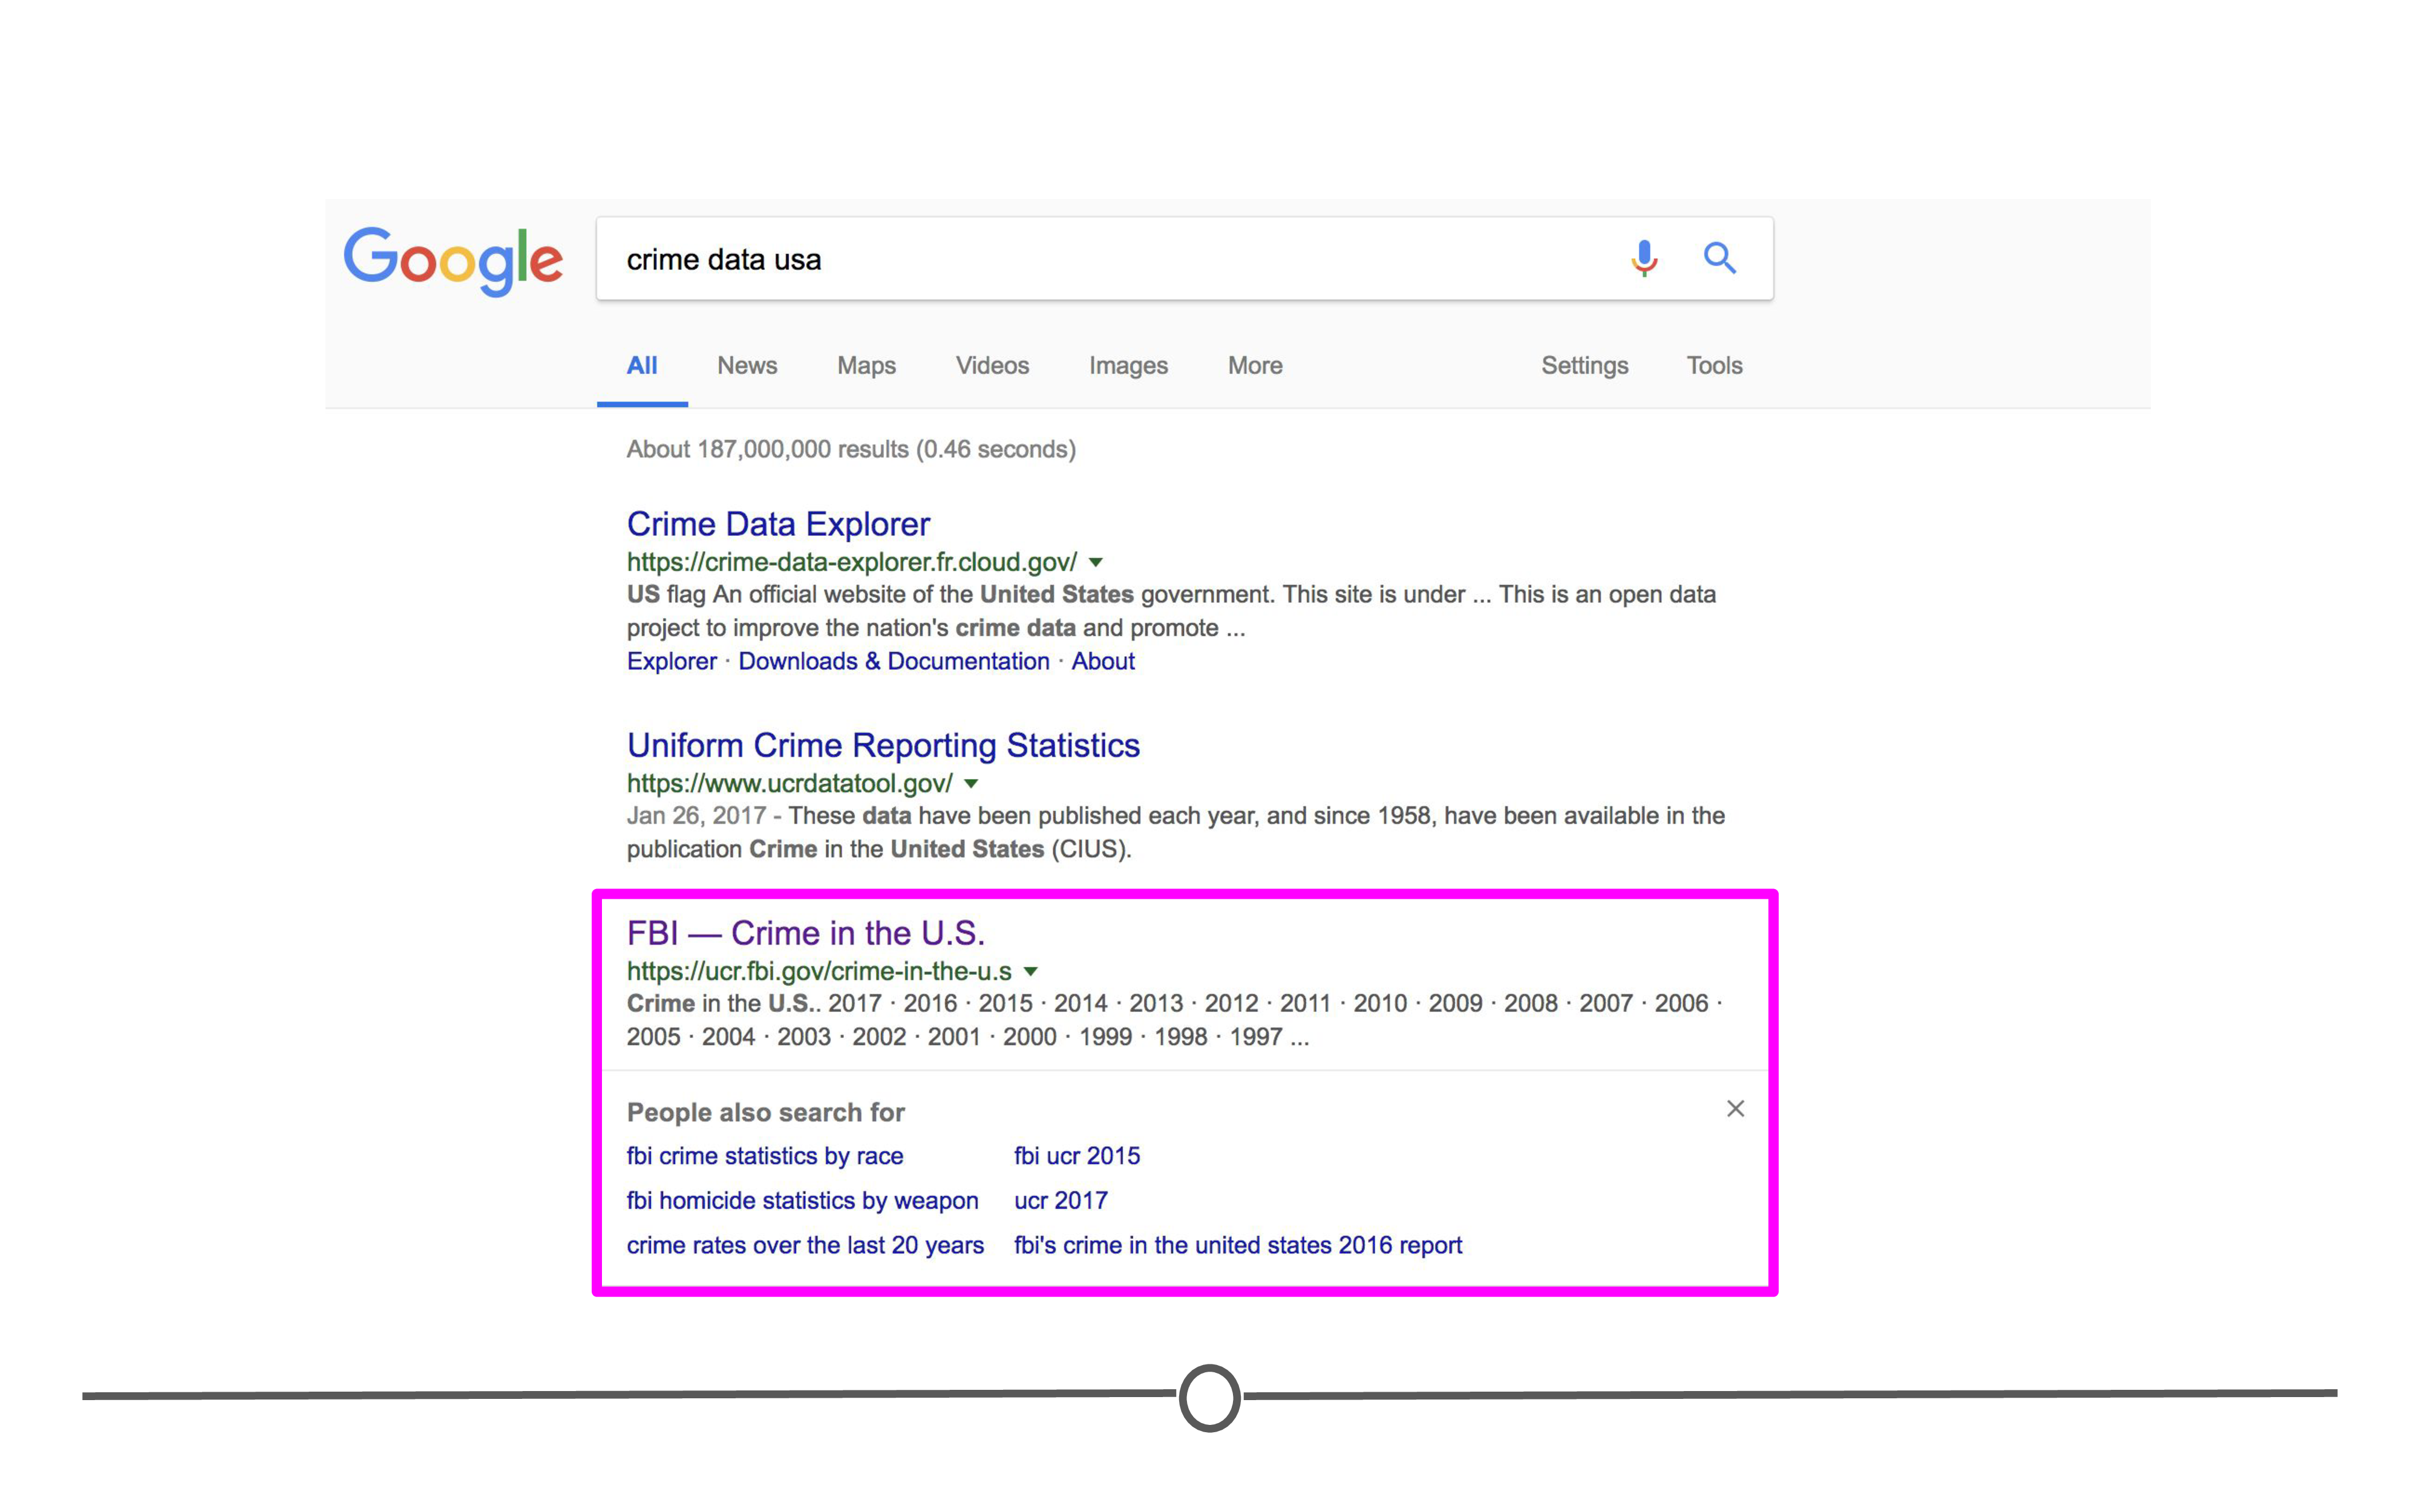 Google
crime data usa
All News Maps Videos Images More Settings Tools
About 187,000,000 results (0.46 seconds)
Crime Data Explorer
https://crime-data-explorer.fr.cloud.gov/
US flag An official website of the United States government. This site is under ... This is an open data
project to improve the nation's crime data and promote ...
Explorer · Downloads & Documentation · About
Uniform Crime Reporting Statistics
https://www.ucrdatatool.gov/
Jan 26, 2017 - These data have been published each year, and since 1958, have been available in the
publication Crime in the United States (CIUS).
FBI — Crime in the U.S.
https://ucr.fbi.gov/crime-in-the-u.s
Crime in the U.S.. 2017 · 2016 · 2015 · 2014 · 2013 · 2012 · 2011 · 2010 · 2009 · 2008 · 2007 · 2006 ·
2005 · 2004 · 2003 · 2002 · 2001 · 2000 · 1999 · 1998 · 1997 ...
People also search for
fbi crime statistics by race fbi ucr 2015
fbi homicide statistics by weapon ucr 2017
crime rates over the last 20 years fbi's crime in the united states 2016 report